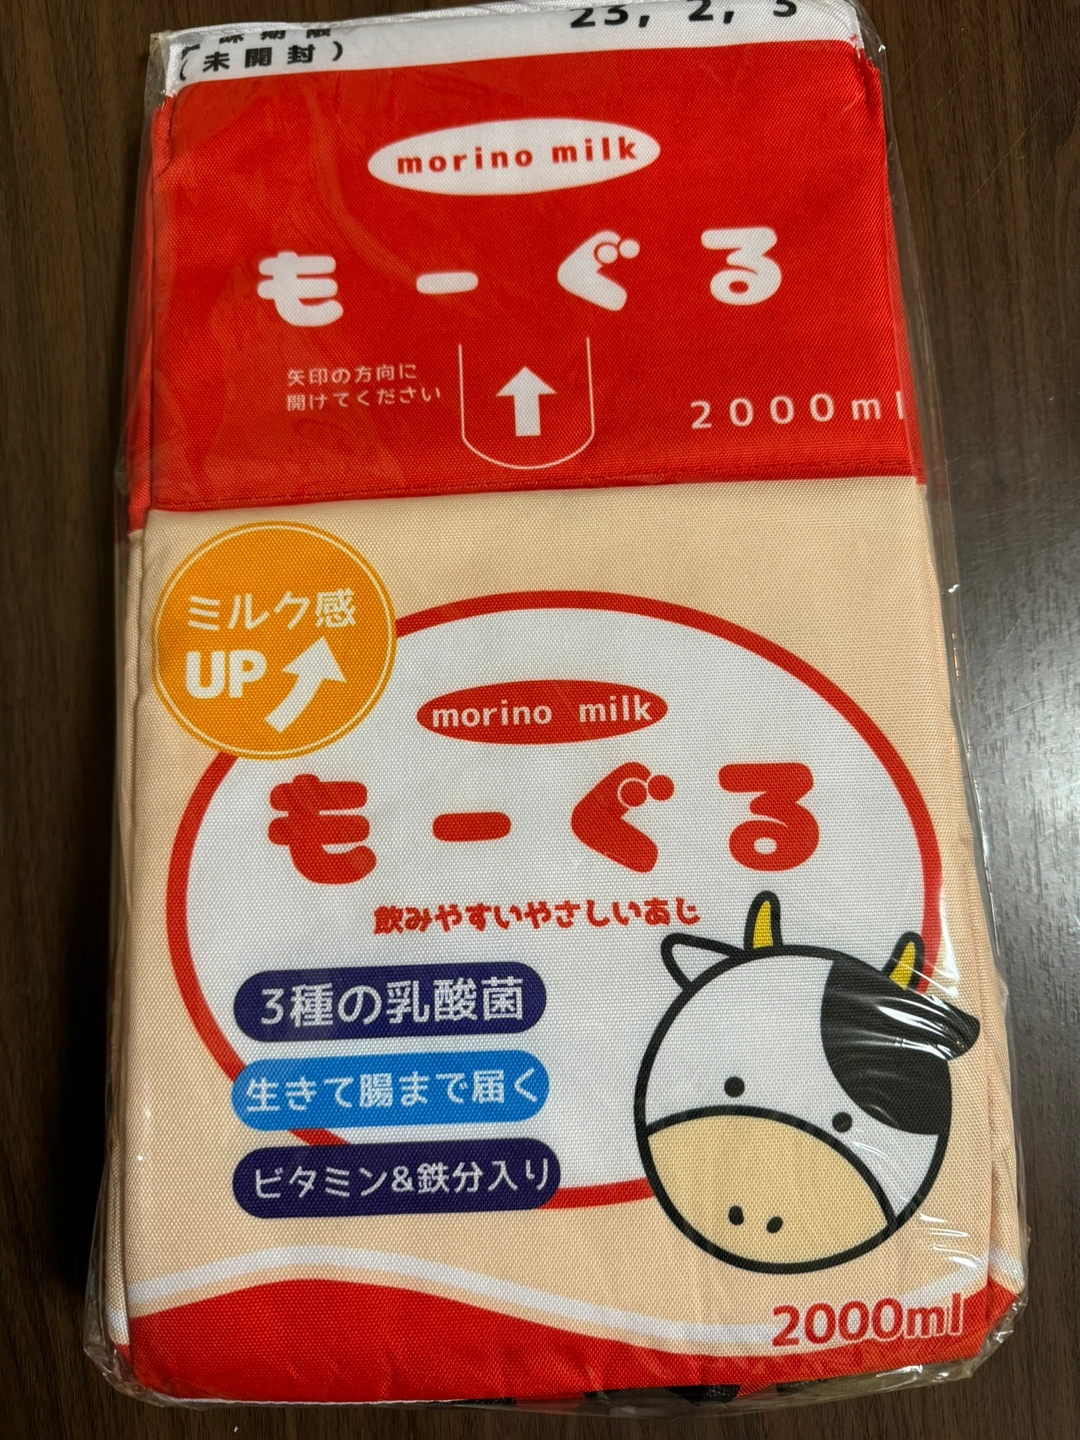 23, 2, 3
(未開封)
morino milk
もーぐる
矢印の方向に
開けてください
2000ml
ミルク感
UP
morino milk
もーぐる
飲みやすいやさしいあじ
3種の乳酸菌
生きて腸まで届く
ビタミン&鉄分入り
2000ml